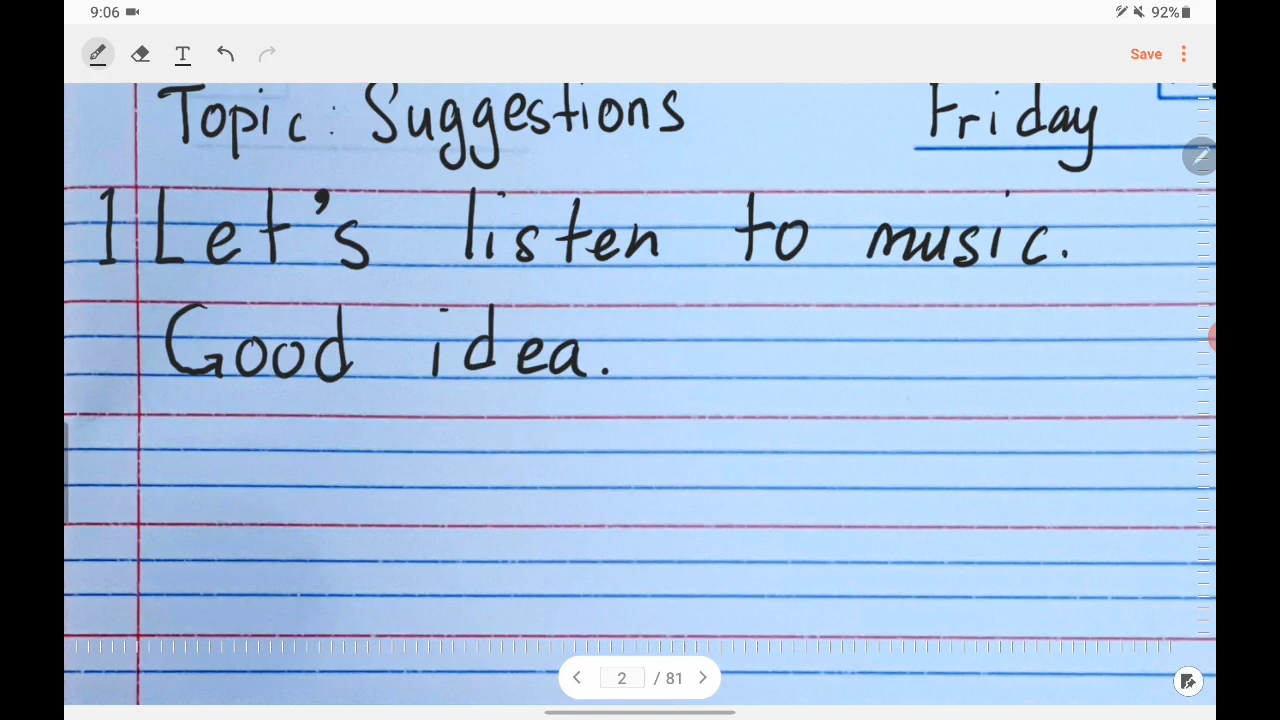 9:06 92%
T Save
Topic: Suggestions Friday
1 Let's listen to music.
Good idea.
2 / 81